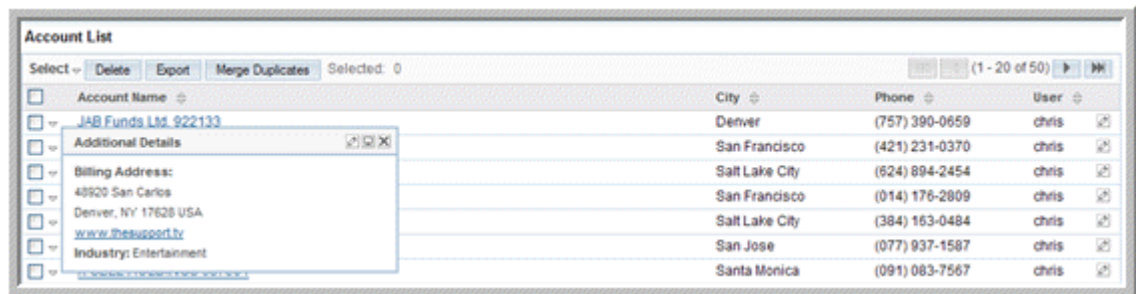 Account List
Select Delete Export Merge Duplicates Selected: 0 (1 - 20 of 50)
Account Name City Phone User
JAB Funds Ltd. 922133 Denver (757) 390-0659 chris
Additional Details San Francisco (421) 231-0370 chris
Billing Address: Salt Lake City (624) 894-2454 chris
48920 San Carlos San Francisco (014) 176-2809 chris
Denver, NY 17628 USA Salt Lake City (384) 163-0484 chris
www.thesupport.tv San Jose (077) 937-1587 chris
Industry: Entertainment
Santa Monica (091) 083-7567 chris